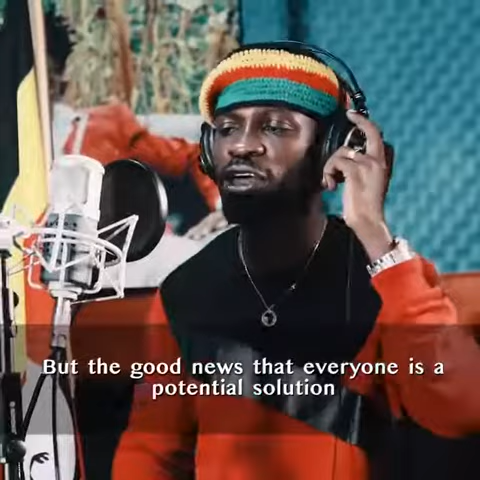 But the good news that everyone is a
potential solution